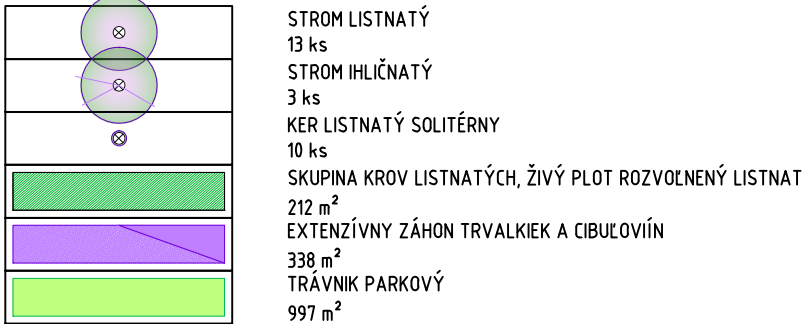 STROM LISTNATÝ
13 ks
STROM IHLIČNATÝ
3 ks
KER LISTNATÝ SOLITÉRNY
10 ks
SKUPINA KROV LISTNATÝCH, ŽIVÝ PLOT ROZVOĽNENÝ LISTNAT
212 m²
EXTENZÍVNY ZÁHON TRVALKIEK A CIBUĽOVIÍN
338 m²
TRÁVNIK PARKOVÝ
997 m²